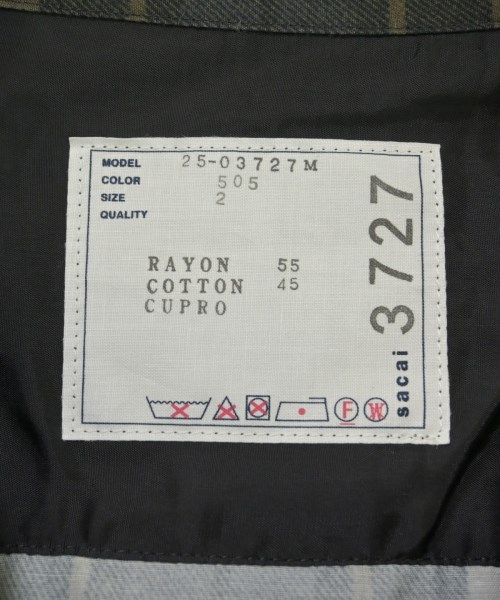 MODEL 25-03727M
COLOR 505
SIZE 2
QUALITY
RAYON 55
COTTON 45
CUPRO
F W
sacai 3727